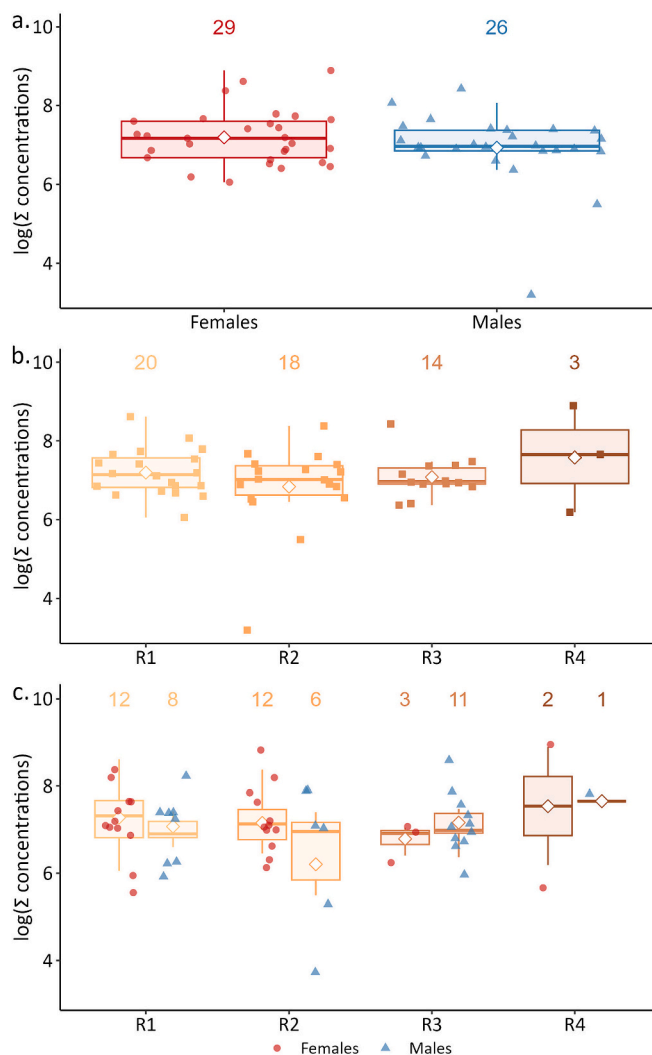 a.
29 26
10
8
6
4
log(Σ concentrations)
Females Males
b.
20 18 14 3
10
8
6
4
log(Σ concentrations)
R1 R2 R3 R4
c.
12 8 12 6 3 11 2 1
10
8
6
4
log(Σ concentrations)
R1 R2 R3 R4
Females Males